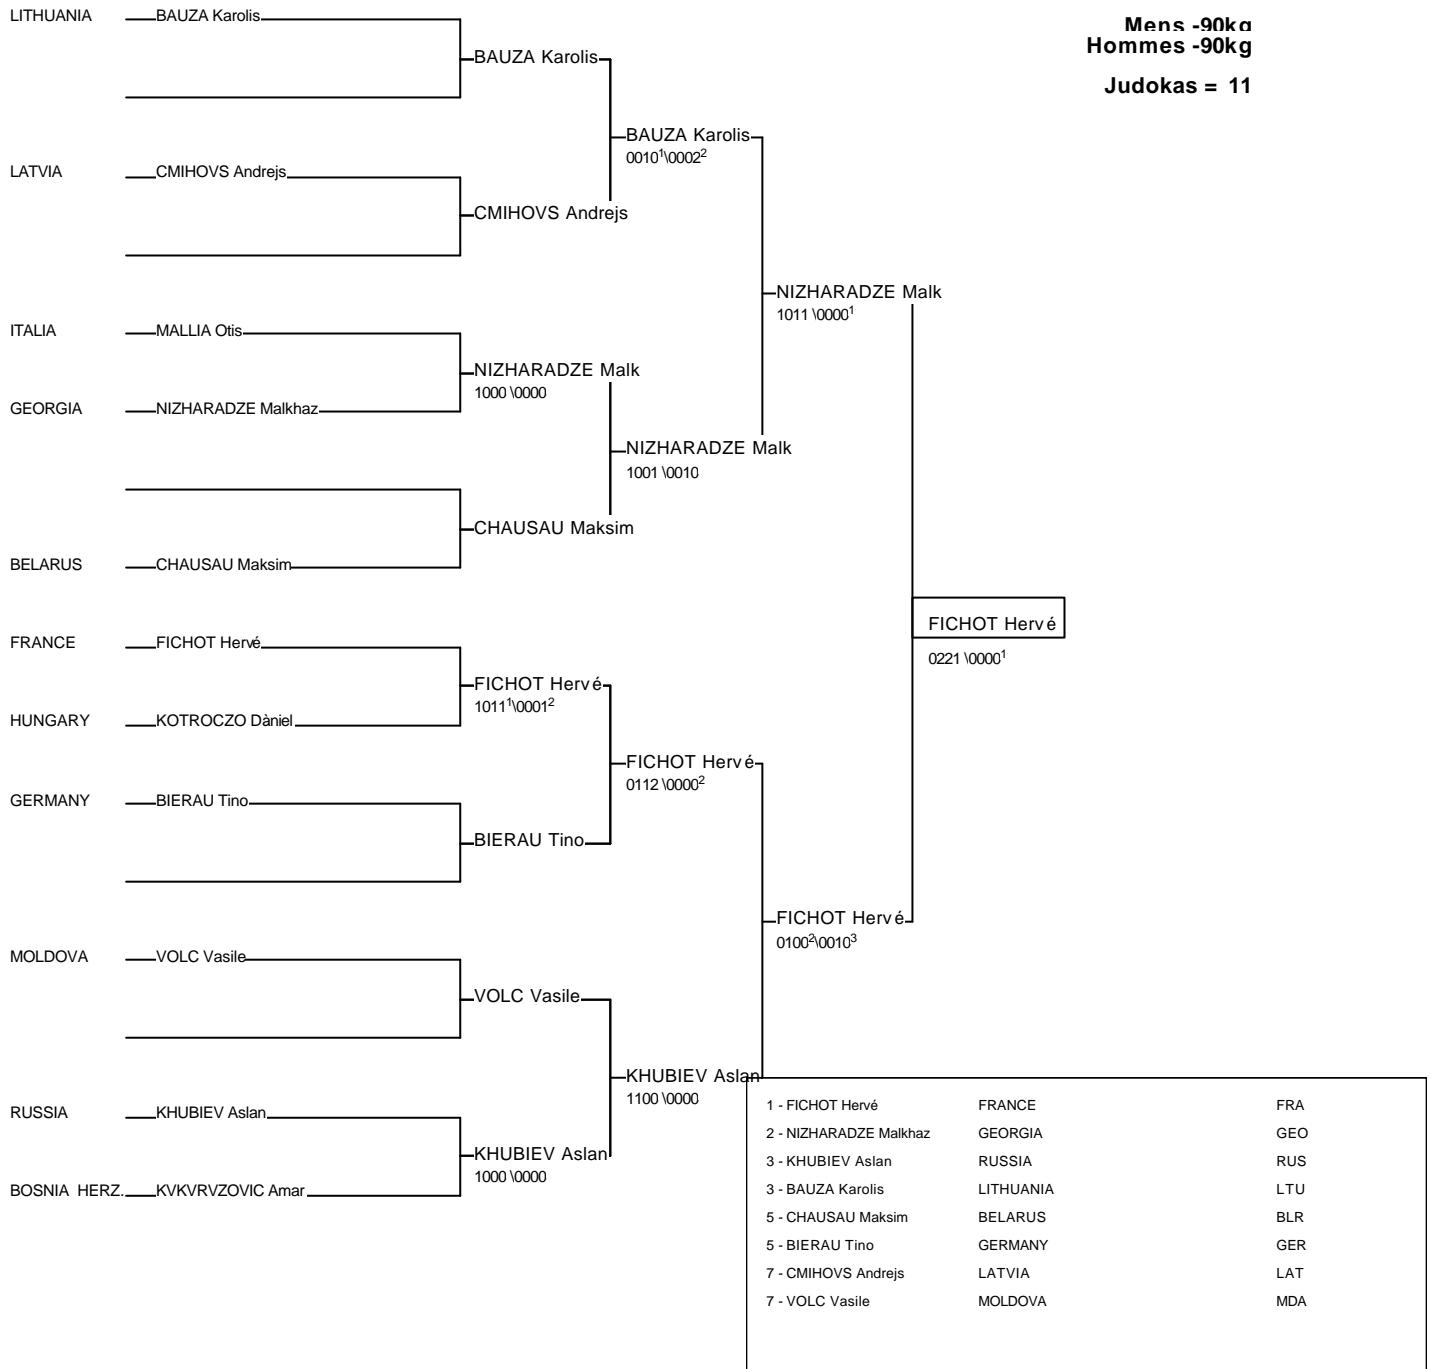 LITHUANIA BAUZA Karolis
Mens -90kg
Hommes -90kg
BAUZA Karolis
Judokas = 11
BAUZA Karolis
0010¹\0002²
LATVIA CMIHOVS Andrejs
CMIHOVS Andrejs
NIZHARADZE Malk
1011 \0000¹
ITALIA MALLIA Otis
NIZHARADZE Malk
1000 \0000
GEORGIA NIZHARADZE Malkhaz
NIZHARADZE Malk
1001 \0010
CHAUSAU Maksim
BELARUS CHAUSAU Maksim
FICHOT Hervé
0221 \0000¹
FRANCE FICHOT Hervé
FICHOT Hervé
1011¹\0001²
HUNGARY KOTROCZO Dàniel
FICHOT Hervé
0112 \0000²
GERMANY BIERAU Tino
BIERAU Tino
FICHOT Hervé
0100²\0010³
MOLDOVA VOLC Vasile
VOLC Vasile
KHUBIEV Aslan
1100 \0000
RUSSIA KHUBIEV Aslan
KHUBIEV Aslan
1000 \0000
BOSNIA HERZ. KVKVRVZOVIC Amar
1 - FICHOT Hervé FRANCE FRA
2 - NIZHARADZE Malkhaz GEORGIA GEO
3 - KHUBIEV Aslan RUSSIA RUS
3 - BAUZA Karolis LITHUANIA LTU
5 - CHAUSAU Maksim BELARUS BLR
5 - BIERAU Tino GERMANY GER
7 - CMIHOVS Andrejs LATVIA LAT
7 - VOLC Vasile MOLDOVA MDA